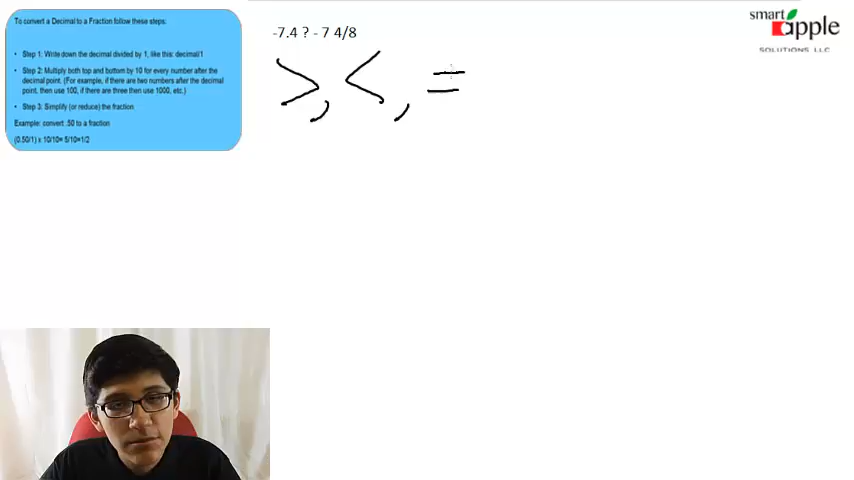 To convert a Decimal to a Fraction follow these steps:
• Step 1: Write down the decimal divided by 1, like this: decimal/1
• Step 2: Multiply both top and bottom by 10 for every number after the
decimal point. (For example, if there are two numbers after the decimal
point, then use 100, if there are three then use 1000, etc.)
• Step 3: Simplify (or reduce) the fraction
Example: convert .50 to a fraction
(0.50/1) x 10/10= 5/10=1/2
-7.4 ? - 7 4/8
>, <, =
smart
apple
SOLUTIONS LLC